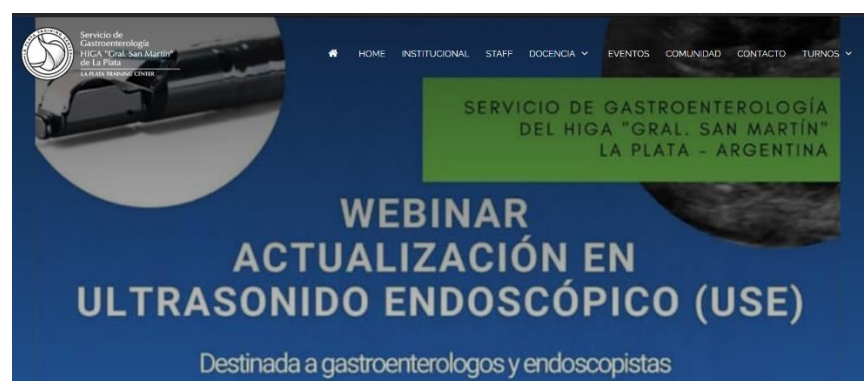 Servicio de
Gastroenterología
HIGA "Gral. San Martín"
de La Plata
LA PLATA TRAINING CENTER
HOME INSTITUCIONAL STAFF DOCENCIA EVENTOS COMUNIDAD CONTACTO TURNOS
SERVICIO DE GASTROENTEROLOGÍA
DEL HIGA "GRAL. SAN MARTÍN"
LA PLATA - ARGENTINA
WEBINAR
ACTUALIZACIÓN EN
ULTRASONIDO ENDOSCÓPICO (USE)
Destinada a gastroenterologos y endoscopistas